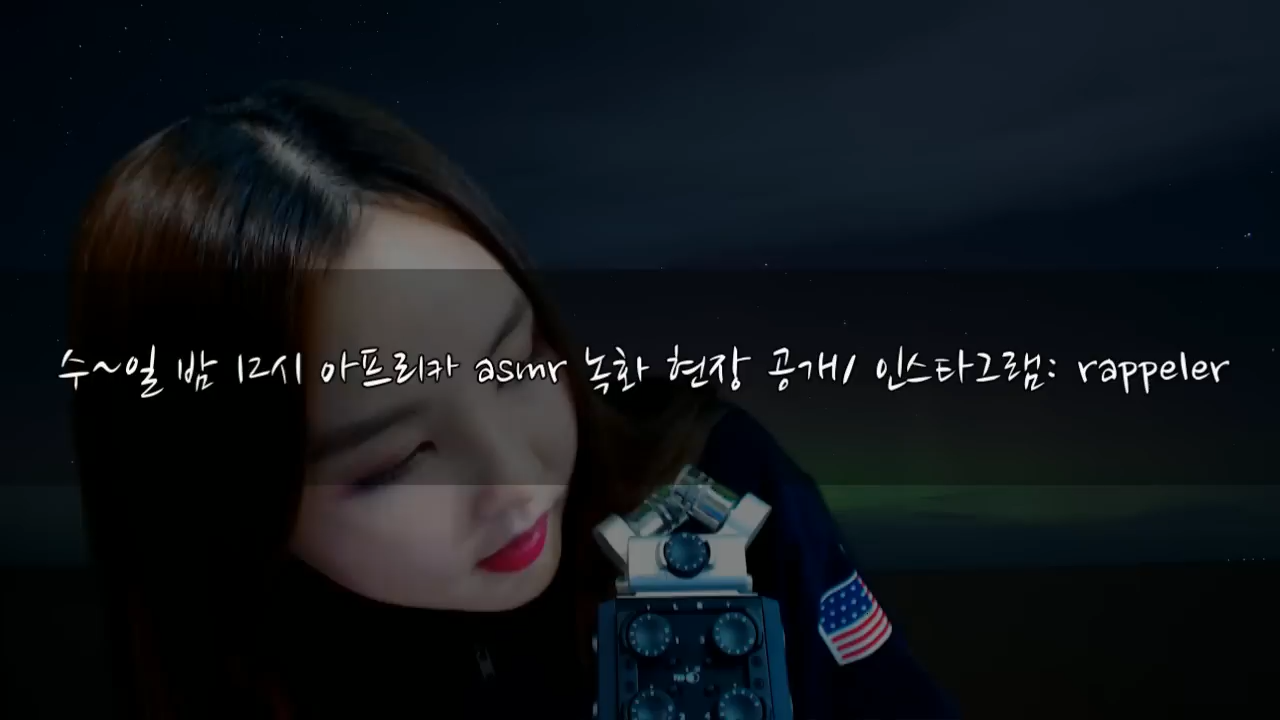 수~일 밤 12시 아프리카 asmr 녹화 현장 공개/ 인스타그램: rappeler